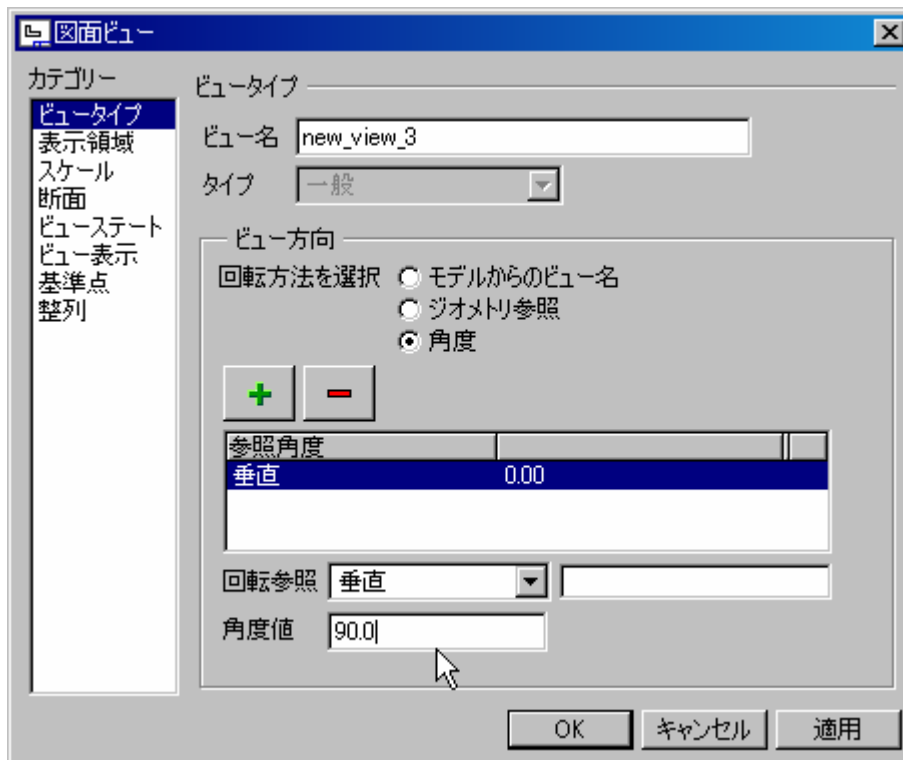 図面ビュー
カテゴリー
ビュータイプ
表示領域
スケール
断面
ビューステート
ビュー表示
基準点
整列
ビュータイプ
ビュー名 new_view_3
タイプ 一般
ビュー方向
回転方法を選択 モデルからのビュー名
ジオメトリ参照
角度
参照角度
垂直 0.00
回転参照 垂直
角度値 90.0
OK キャンセル 適用